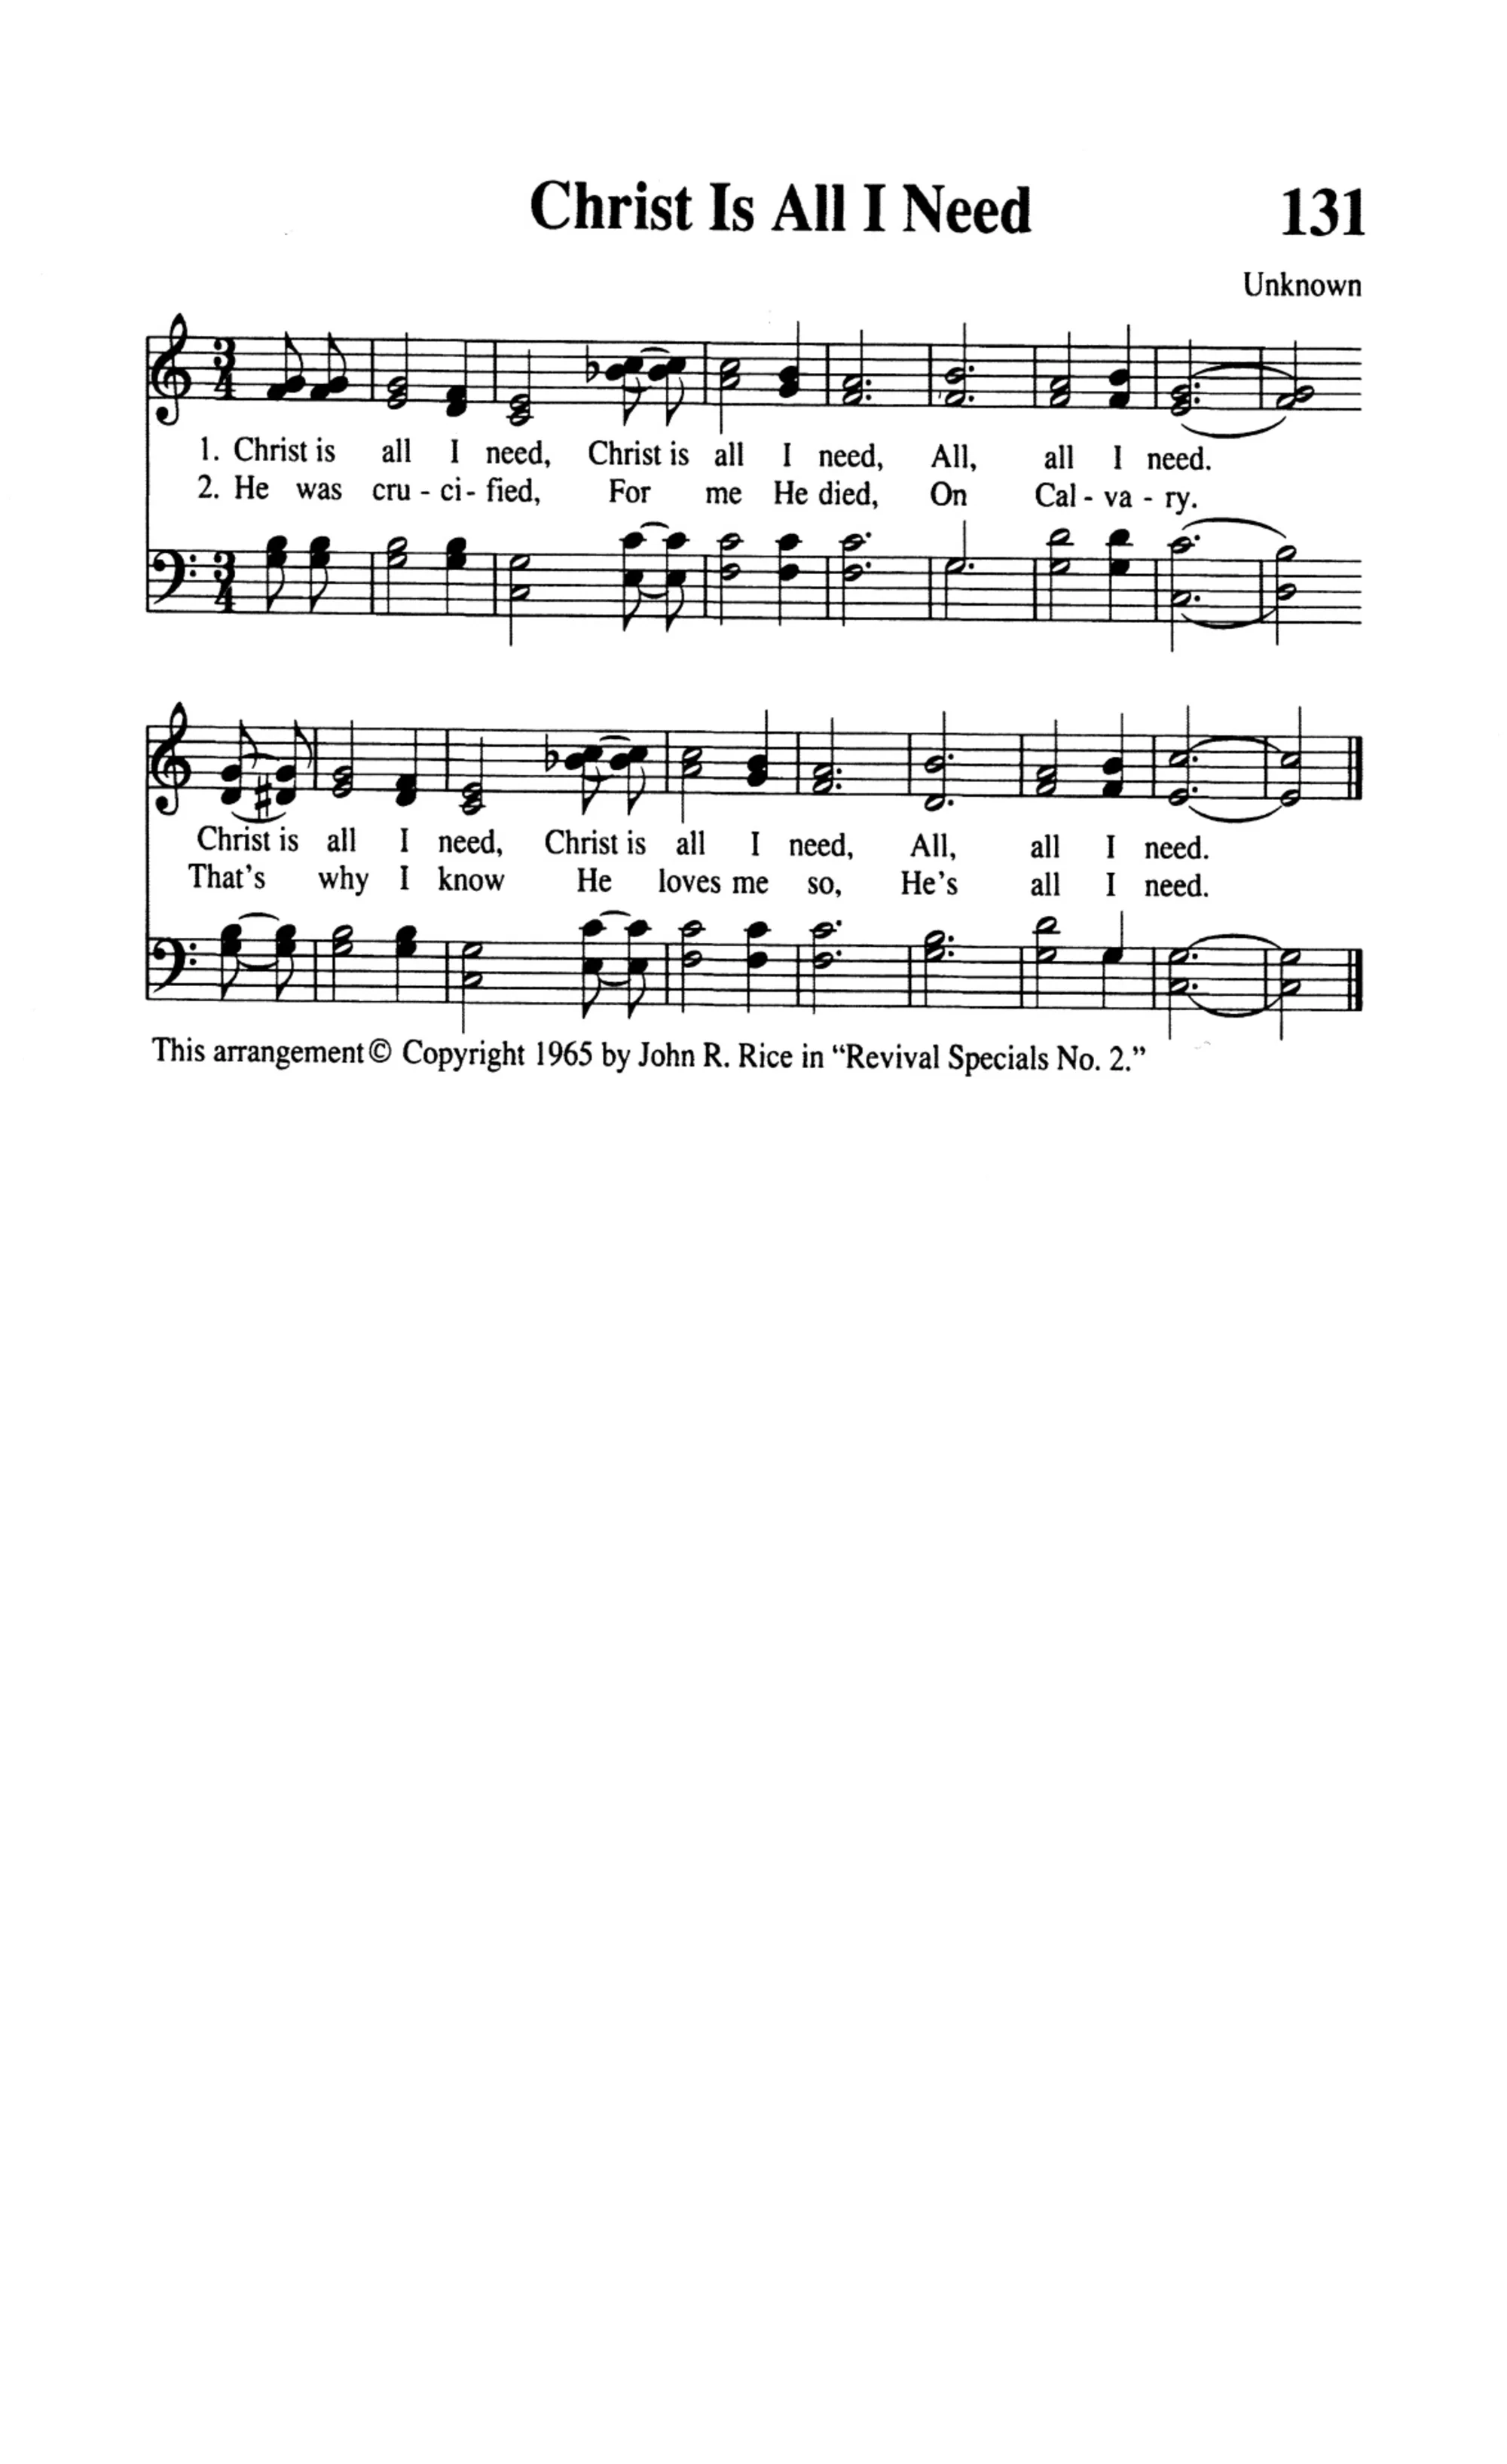 Christ Is All I Need 131
Unknown
3 4
1. Christ is all I need, Christ is all I need, All, all I need.
2. He was cru - ci - fied, For me He died, On Cal - va - ry.
3 4
Christ is all I need, Christ is all I need, All, all I need.
That's why I know He loves me so, He's all I need.
This arrangement © Copyright 1965 by John R. Rice in “Revival Specials No. 2.”